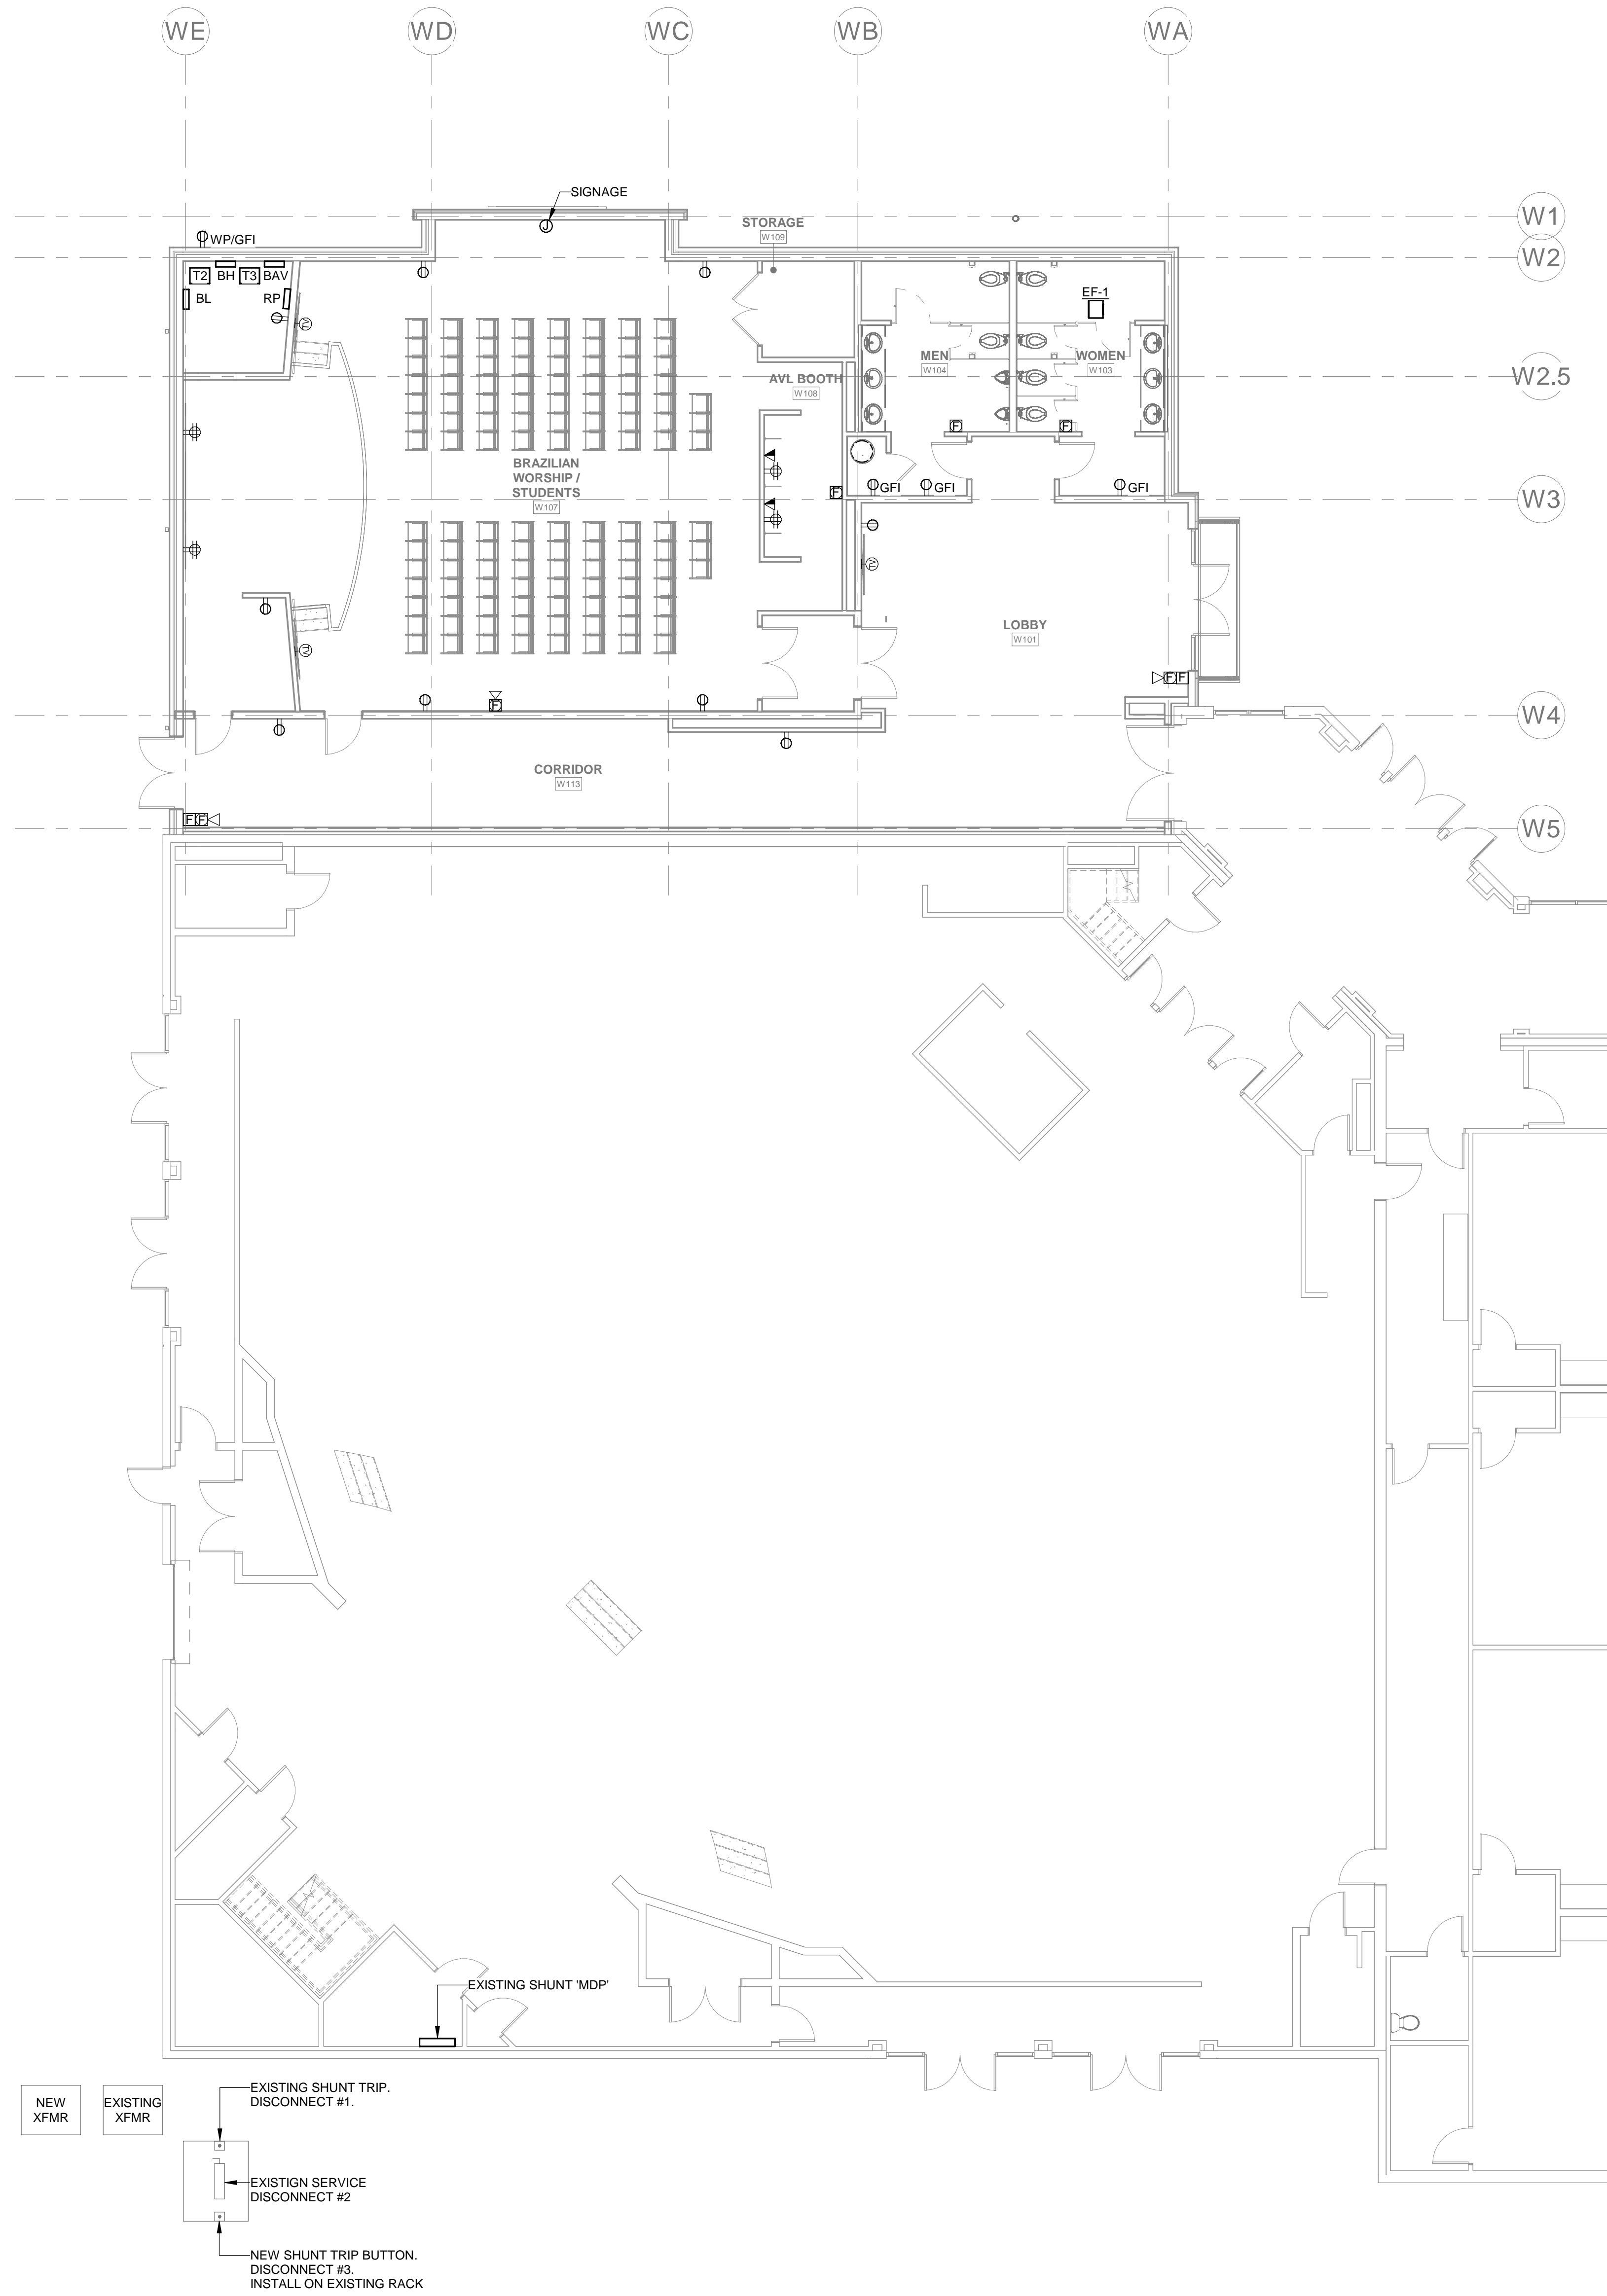 WE
WD
WC
WB
WA
SIGNAGE
W1
J
STORAGE
W109
WP/GFI
W2
T2
BH
T3
BAV
BL
RP
EF-1
TV
MEN
W104
WOMEN
W103
W2.5
AVL BOOTH
W108
F
F
BRAZILIAN
WORSHIP /
STUDENTS
W107
F
GFI
GFI
GFI
W3
TV
LOBBY
W101
TV
F
F
F
W4
CORRIDOR
W113
F
F
W5
EXISTING SHUNT 'MDP'
NEW
XFMR
EXISTING
XFMR
EXISTING SHUNT TRIP.
DISCONNECT #1.
EXISTIGN SERVICE
DISCONNECT #2
NEW SHUNT TRIP BUTTON.
DISCONNECT #3.
INSTALL ON EXISTING RACK